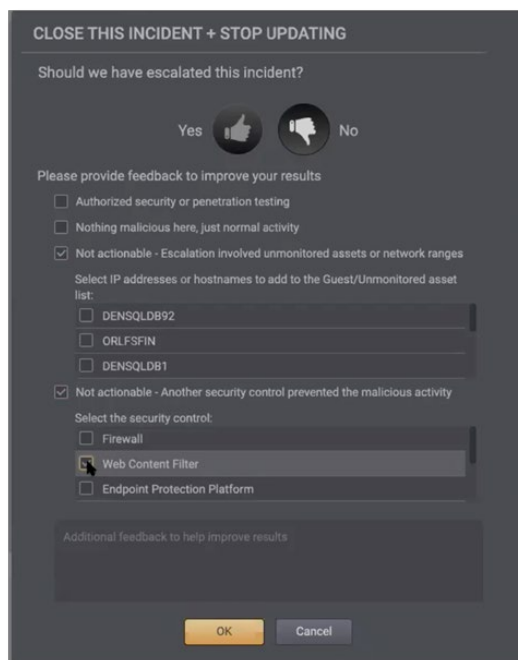 CLOSE THIS INCIDENT + STOP UPDATING
Should we have escalated this incident?
Yes No
Please provide feedback to improve your results
Authorized security or penetration testing
Nothing malicious here, just normal activity
Not actionable - Escalation involved unmonitored assets or network ranges
Select IP addresses or hostnames to add to the Guest/Unmonitored asset
list:
DENSQLDB92
ORLFSFIN
DENSQLDB1
Not actionable - Another security control prevented the malicious activity
Select the security control:
Firewall
Web Content Filter
Endpoint Protection Platform
Additional feedback to help improve results
OK Cancel